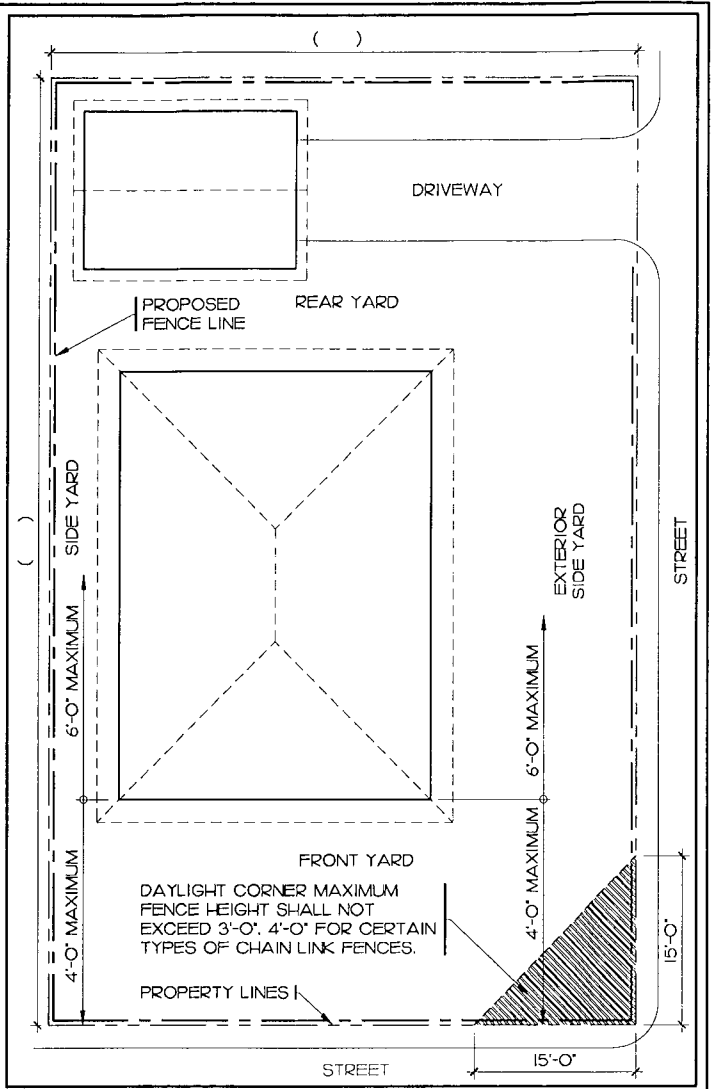 ( )
DRIVEWAY
PROPOSED
FENCE LINE
REAR YARD
SIDE YARD
( )
EXTERIOR
SIDE YARD
STREET
6'-0" MAXIMUM
6'-0" MAXIMUM
4'-0" MAXIMUM
4'-0" MAXIMUM
FRONT YARD
DAYLIGHT CORNER MAXIMUM
FENCE HEIGHT SHALL NOT
EXCEED 3'-0". 4'-0" FOR CERTAIN
TYPES OF CHAIN LINK FENCES.
PROPERTY LINES
15'-0"
15'-0"
STREET